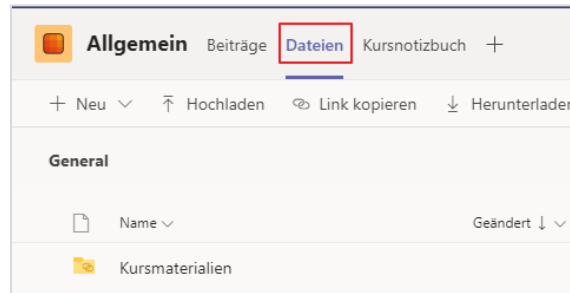 Allgemein Beiträge Dateien Kursnotizbuch +
+ Neu Hochladen Link kopieren Herunterladen
General
Name Geändert
Kursmaterialien